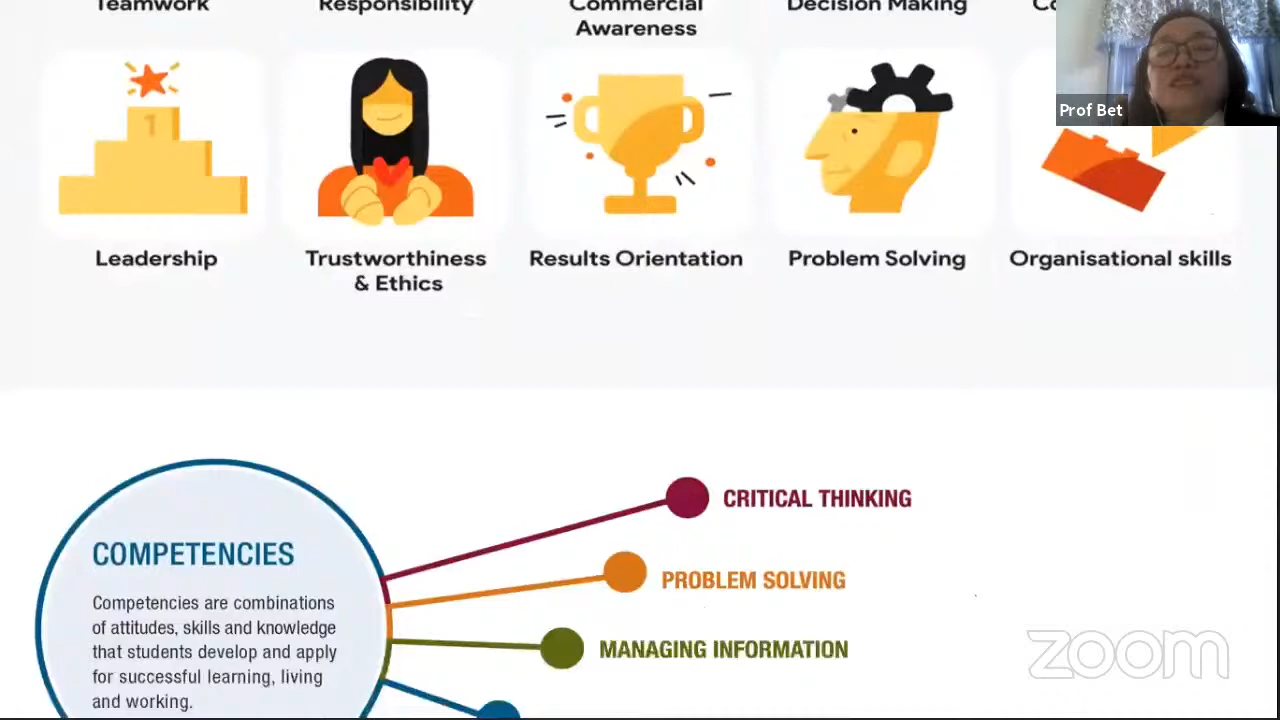 Teamwork
Responsibility
Commercial
Awareness
Decision Making
Prof Bet
1
Leadership
Trustworthiness
& Ethics
Results Orientation
Problem Solving
Organisational skills
COMPETENCIES
Competencies are combinations
of attitudes, skills and knowledge
that students develop and apply
for successful learning, living
and working.
CRITICAL THINKING
PROBLEM SOLVING
MANAGING INFORMATION
zoom